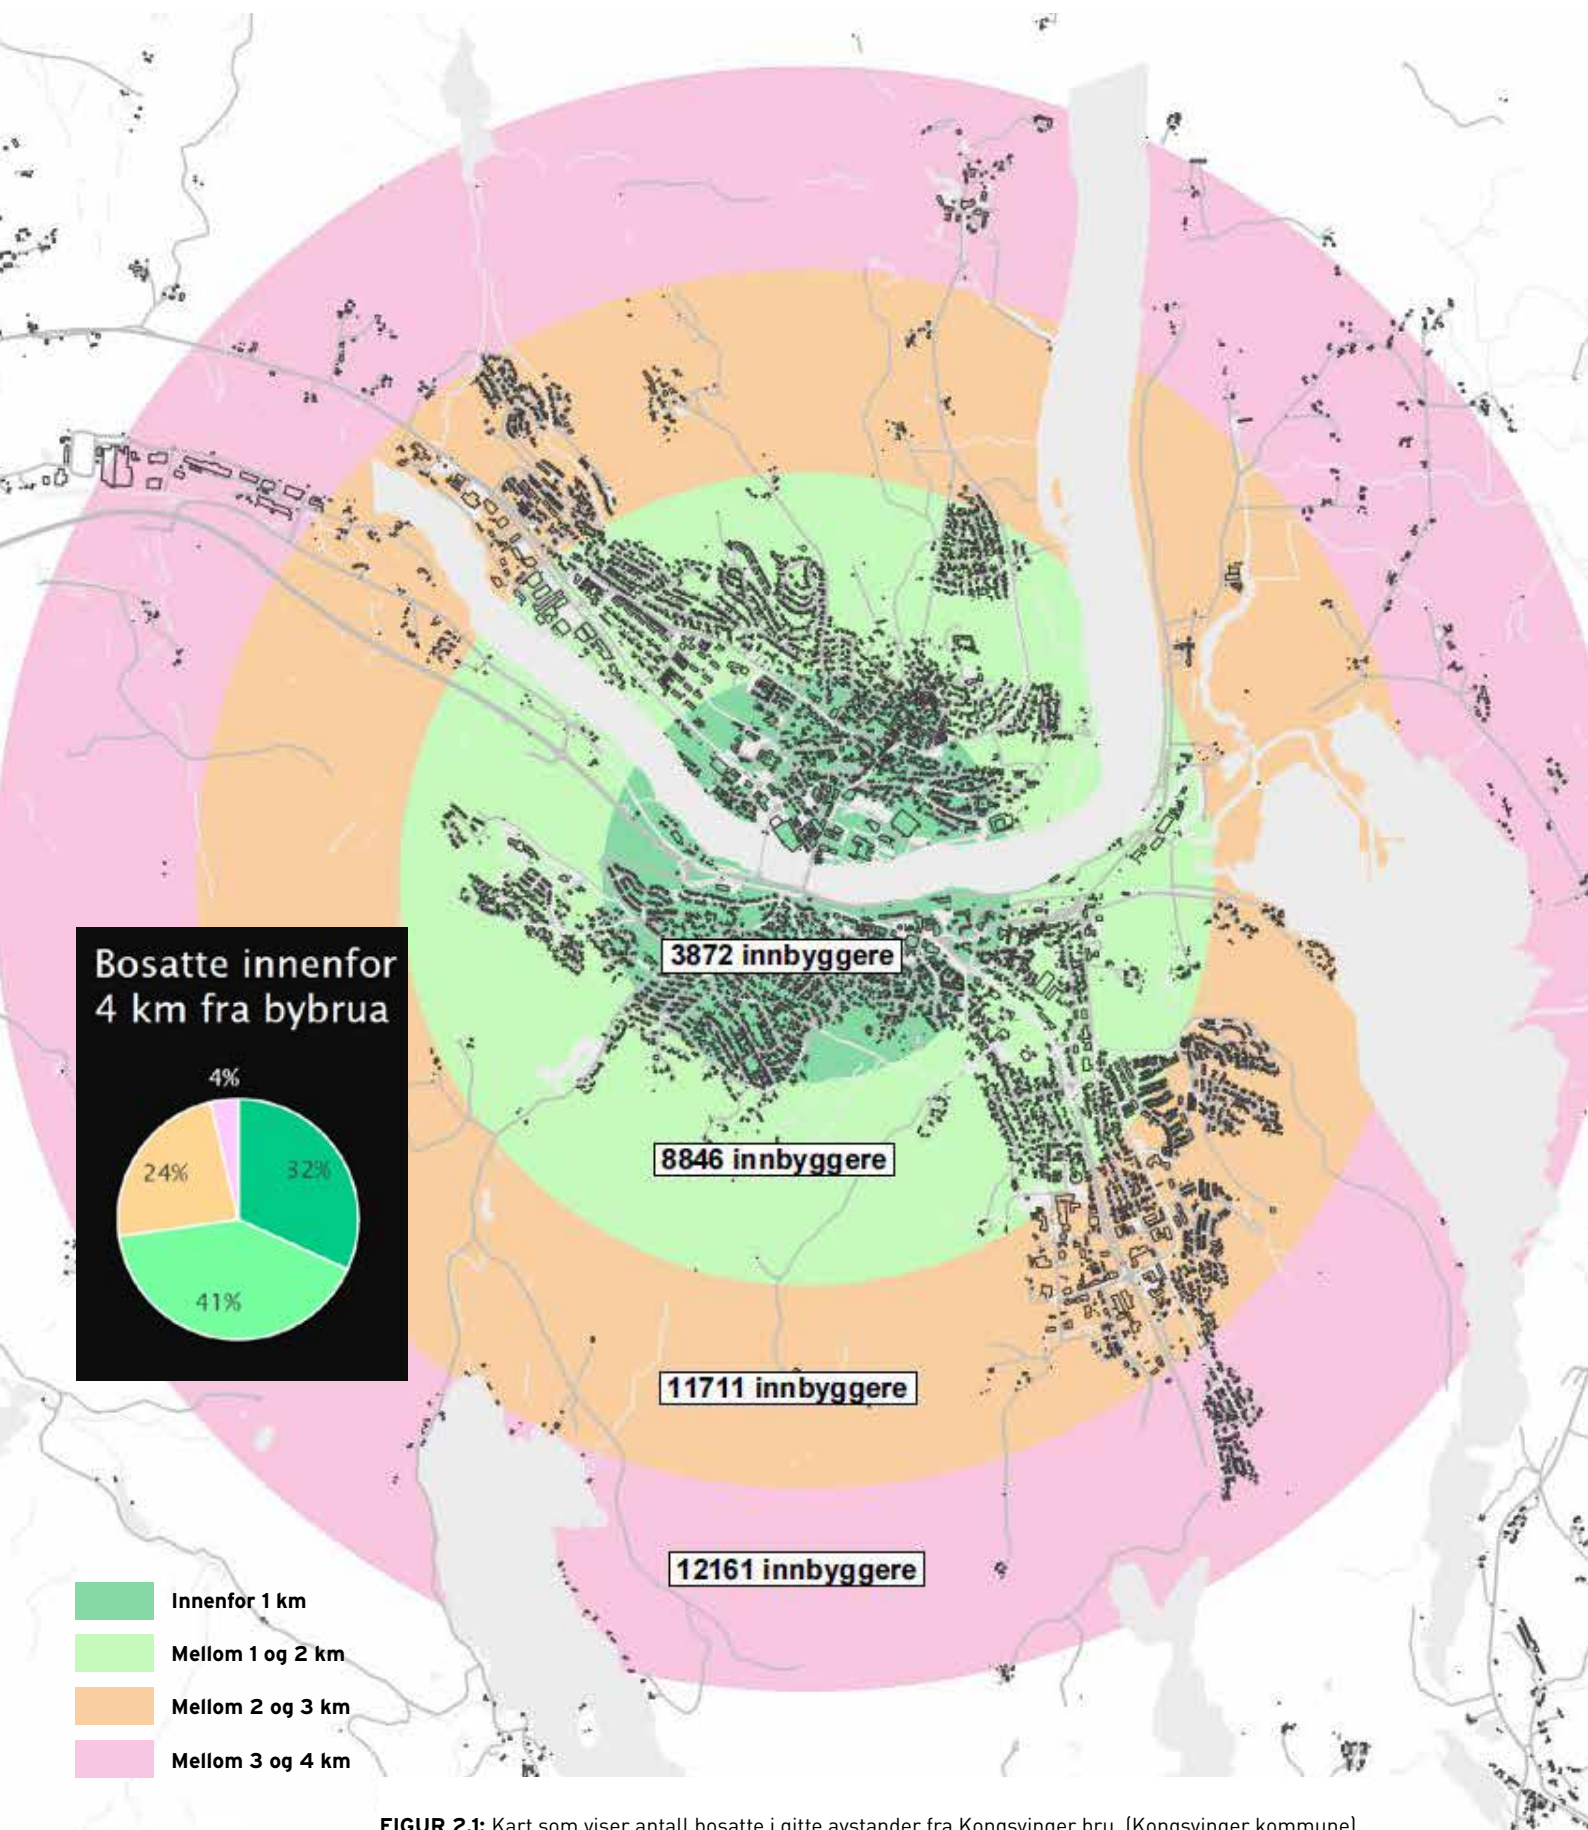 3872 innbyggere
Bosatte innenfor
4 km fra bybrua
4%
32%
24%
41%
8846 innbyggere
11711 innbyggere
12161 innbyggere
Innenfor 1 km
Mellom 1 og 2 km
Mellom 2 og 3 km
Mellom 3 og 4 km
FIGUR 2.1: Kart som viser antall bosatte i gitte avstander fra Kongsvinger bru. (Kongsvinger kommune)